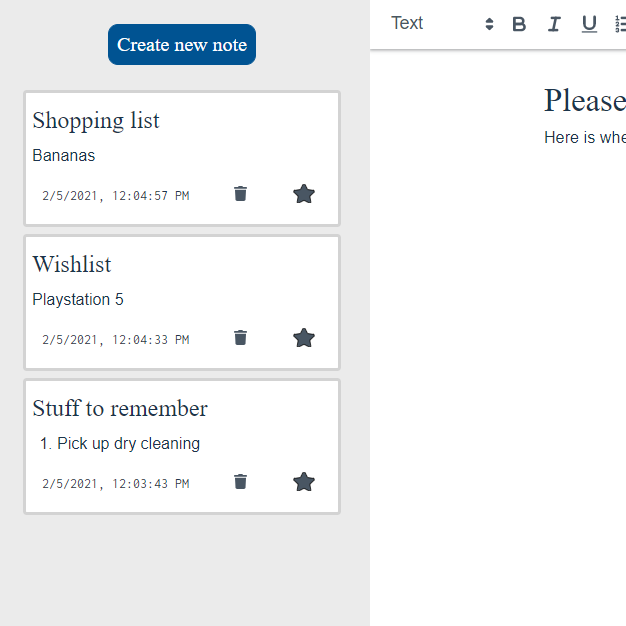 Create new note
Text
B I U
Shopping list
Bananas
2/5/2021, 12:04:57 PM
Wishlist
Playstation 5
2/5/2021, 12:04:33 PM
Stuff to remember
1. Pick up dry cleaning
2/5/2021, 12:03:43 PM
Please
Here is